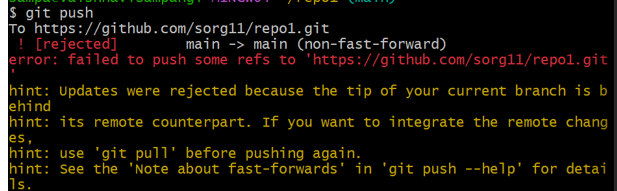 $ git push
To https://github.com/sorg11/repo1.git
 ! [rejected]        main -> main (non-fast-forward)
error: failed to push some refs to 'https://github.com/sorg11/repo1.git
'
hint: Updates were rejected because the tip of your current branch is b
ehind
hint: its remote counterpart. If you want to integrate the remote chang
es,
hint: use 'git pull' before pushing again.
hint: See the 'Note about fast-forwards' in 'git push --help' for detai
ls.